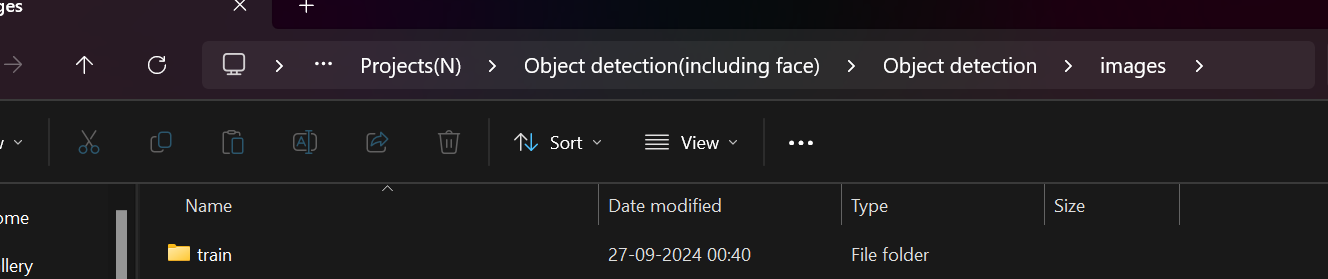 ges
Projects(N) Object detection(including face) Object detection images
Sort View
Name Date modified Type Size
ome
train 27-09-2024 00:40 File folder
llery